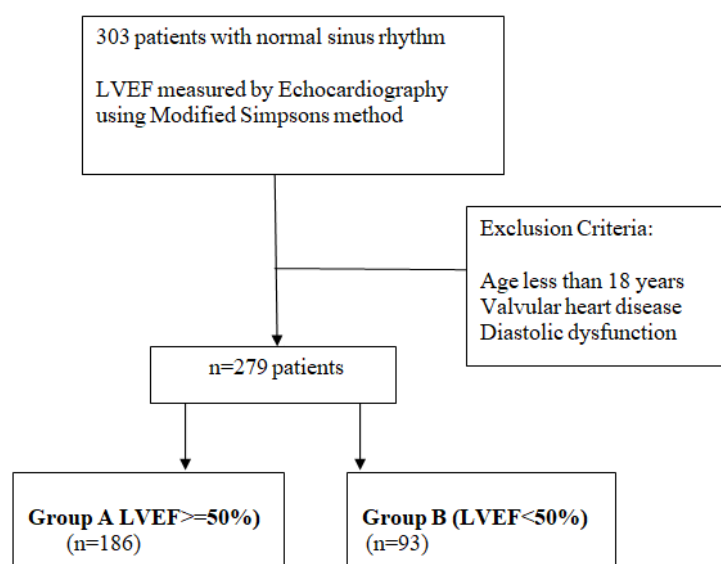 303 patients with normal sinus rhythm
LVEF measured by Echocardiography
using Modified Simpsons method
Exclusion Criteria:
Age less than 18 years
Valvular heart disease
Diastolic dysfunction
n=279 patients
Group A LVEF>=50%)
(n=186)
Group B (LVEF<50%)
(n=93)